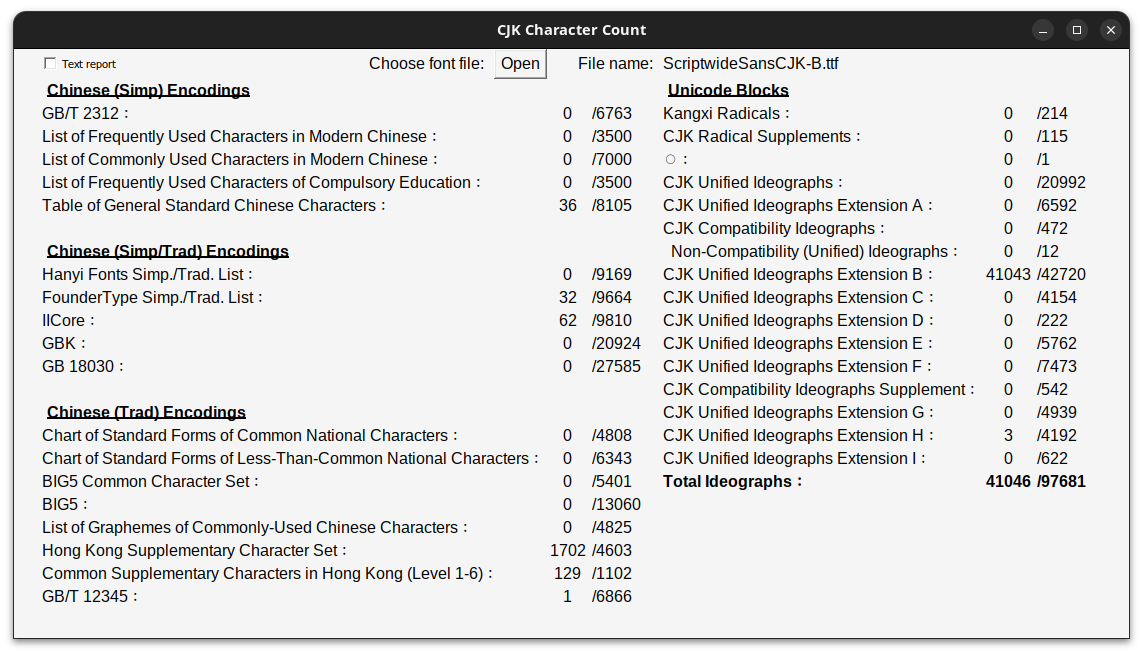 CJK Character Count
Text report
Choose font file: Open File name: ScriptwideSansCJK-B.ttf
Chinese (Simp) Encodings
GB/T 2312： 0 /6763
List of Frequently Used Characters in Modern Chinese： 0 /3500
List of Commonly Used Characters in Modern Chinese： 0 /7000
List of Frequently Used Characters of Compulsory Education： 0 /3500
Table of General Standard Chinese Characters： 36 /8105
Chinese (Simp/Trad) Encodings
Hanyi Fonts Simp./Trad. List： 0 /9169
FounderType Simp./Trad. List： 32 /9664
IICore： 62 /9810
GBK： 0 /20924
GB 18030： 0 /27585
Chinese (Trad) Encodings
Chart of Standard Forms of Common National Characters： 0 /4808
Chart of Standard Forms of Less-Than-Common National Characters： 0 /6343
BIG5 Common Character Set： 0 /5401
BIG5： 0 /13060
List of Graphemes of Commonly-Used Chinese Characters： 0 /4825
Hong Kong Supplementary Character Set： 1702 /4603
Common Supplementary Characters in Hong Kong (Level 1-6)： 129 /1102
GB/T 12345： 1 /6866
Unicode Blocks
Kangxi Radicals： 0 /214
CJK Radical Supplements： 0 /115
〇： 0 /1
CJK Unified Ideographs： 0 /20992
CJK Unified Ideographs Extension A： 0 /6592
CJK Compatibility Ideographs： 0 /472
Non-Compatibility (Unified) Ideographs： 0 /12
CJK Unified Ideographs Extension B： 41043 /42720
CJK Unified Ideographs Extension C： 0 /4154
CJK Unified Ideographs Extension D： 0 /222
CJK Unified Ideographs Extension E： 0 /5762
CJK Unified Ideographs Extension F： 0 /7473
CJK Compatibility Ideographs Supplement： 0 /542
CJK Unified Ideographs Extension G： 0 /4939
CJK Unified Ideographs Extension H： 3 /4192
CJK Unified Ideographs Extension I： 0 /622
Total Ideographs： 41046 /97681